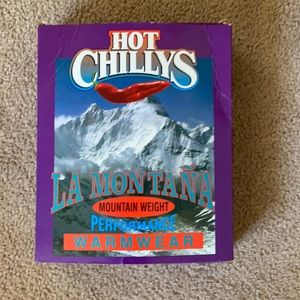 HOT
CHILLYS
LA MONTAÑA
MOUNTAIN WEIGHT
PERFORMANCE
WARMWEAR